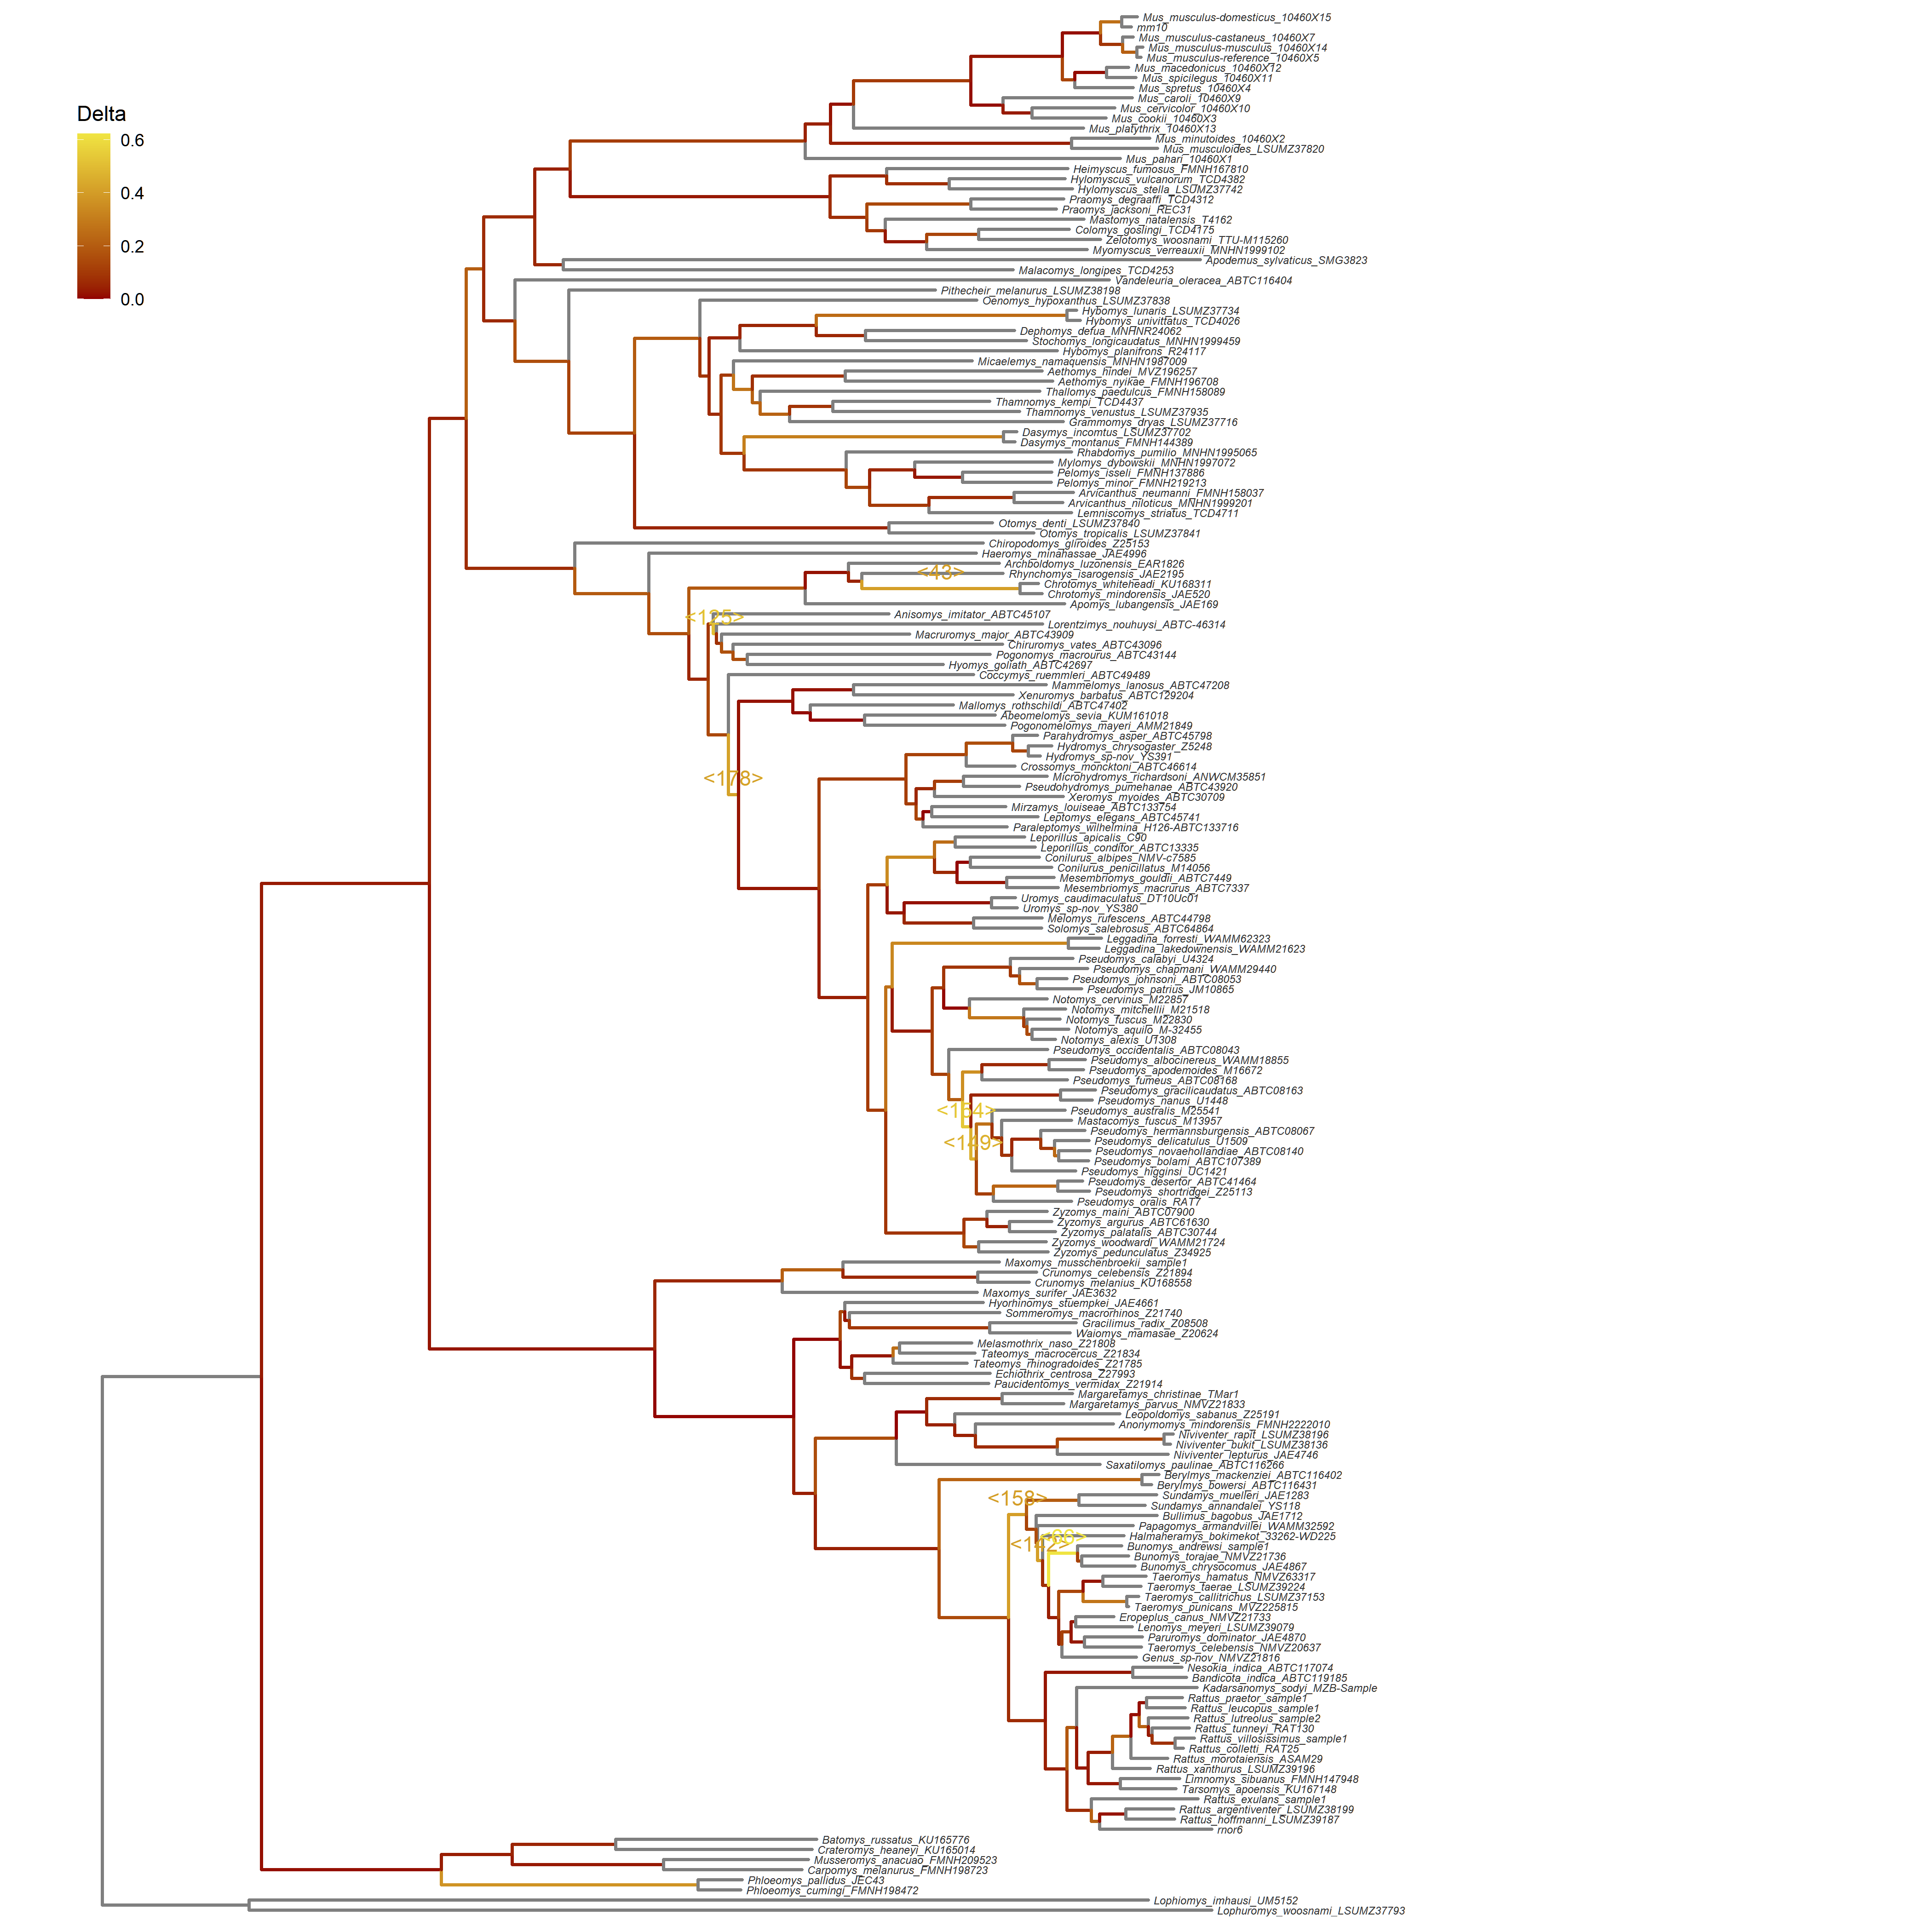 Mus_musculus-domesticus_10460X15
mm10
Mus_musculus-castaneus_10460X7
Mus_musculus-musculus_10460X14
Mus_musculus-reference_10460X5
Mus_macedonicus_10460X12
Mus_spicilegus_10460X11
Mus_spretus_10460X4
Mus_caroli_10460X9
Mus_cervicolor_10460X10
Mus_cookii_10460X3
Mus_platythrix_10460X13
Mus_minutoides_10460X2
Mus_musculoides_LSUMZ37820
Mus_pahari_10460X1
Delta
0.6
0.4
0.2
0.0
Heimyscus_fumosus_FMNH167810
Hylomyscus_vulcanorum_TCD4382
Hylomyscus_stella_LSUMZ37742
Praomys_degraaffi_TCD4312
Praomys_jacksoni_REC31
Mastomys_natalensis_T4162
Colomys_goslingi_TCD4175
Zelotomys_woosnami_TTU-M115260
Myomyscus_verreauxii_MNHN1999102
Apodemus_sylvaticus_SMG3823
Malacomys_longipes_TCD4253
Vandeleuria_oleracea_ABTC116404
Pithecheir_melanurus_LSUMZ38198
Oenomys_hypoxanthus_LSUMZ37838
Hybomys_lunaris_LSUMZ37734
Hybomys_univittatus_TCD4026
Dephomys_defua_MNHNR24062
Stochomys_longicaudatus_MNHN1999459
Hybomys_planifrons_R24117
Micaelemys_namaquensis_MNHN1987009
Aethomys_hindei_MVZ196257
Aethomys_nyikae_FMNH196708
Thallomys_paedulcus_FMNH158089
Thamnomys_kempi_TCD4437
Thamnomys_venustus_LSUMZ37935
Grammomys_dryas_LSUMZ37716
Dasymys_incomtus_LSUMZ37702
Dasymys_montanus_FMNH144389
Rhabdomys_pumilio_MNHN1995065
Mylomys_dybowskii_MNHN1997072
Pelomys_isseli_FMNH137886
Pelomys_minor_FMNH219213
Arvicanthus_neumanni_FMNH158037
Arvicanthus_niloticus_MNHN1999201
Lemniscomys_striatus_TCD4711
Otomys_denti_LSUMZ37840
Otomys_tropicalis_LSUMZ37841
Chiropodomys_gliroides_Z25153
Haeromys_minahassae_JAE4996
Archboldomys_luzonensis_EAR1826
<43>
Rhynchomys_isarogensis_JAE2195
Chrotomys_whiteheadi_KU168311
Chrotomys_mindorensis_JAE520
Apomys_lubangensis_JAE169
Anisomys_imitator_ABTC45107
<125>
Lorentzimys_nouhuysi_ABTC-46314
Macruromys_major_ABTC43909
Chiruromys_vates_ABTC43096
Pogonomys_macrourus_ABTC43144
Hyomys_goliath_ABTC42697
Coccymys_ruemmleri_ABTC49489
Mammelomys_lanosus_ABTC47208
Xenuromys_barbatus_ABTC129204
Mallomys_rothschildi_ABTC47402
Abeomelomys_sevia_KUM161018
Pogonomelomys_mayeri_AMM21849
Parahydromys_asper_ABTC45798
Hydromys_chrysogaster_Z5248
Hydromys_sp-nov_YS391
Crossomys_moncktoni_ABTC46614
<178>
Microhydromys_richardsoni_ANWCM35851
Pseudohydromys_pumehanae_ABTC43920
Xeromys_myoides_ABTC30709
Mirzamys_louiseae_ABTC133754
Leptomys_elegans_ABTC45741
Paraleptomys_wilhelmina_H126-ABTC133716
Leporillus_apicalis_C90
Leporillus_conditor_ABTC13335
Conilurus_albipes_NMV-c7585
Conilurus_penicillatus_M14056
Mesembriomys_gouldii_ABTC7449
Mesembriomys_macrurus_ABTC7337
Uromys_caudimaculatus_DT10Uc01
Uromys_sp-nov_YS380
Melomys_rufescens_ABTC44798
Solomys_salebrosus_ABTC64864
Leggadina_forresti_WAMM62323
Leggadina_lakedownensis_WAMM21623
Pseudomys_calabyi_U4324
Pseudomys_chapmani_WAMM29440
Pseudomys_johnsoni_ABTC08053
Pseudomys_patrius_JM10865
Notomys_cervinus_M22857
Notomys_mitchellii_M21518
Notomys_fuscus_M22830
Notomys_aquilo_M-32455
Notomys_alexis_U1308
Pseudomys_occidentalis_ABTC08043
Pseudomys_albocinereus_WAMM18855
Pseudomys_apodemoides_M16672
Pseudomys_fumeus_ABTC08168
Pseudomys_gracilicaudatus_ABTC08163
Pseudomys_nanus_U1448
<154>
Pseudomys_australis_M25541
Mastacomys_fuscus_M13957
Pseudomys_hermannsburgensis_ABTC08067
<149>
Pseudomys_delicatulus_U1509
Pseudomys_novaehollandiae_ABTC08140
Pseudomys_bolami_ABTC107389
Pseudomys_higginsi_UC1421
Pseudomys_desertor_ABTC41464
Pseudomys_shortridgei_Z25113
Pseudomys_oralis_RAT7
Zyzomys_maini_ABTC07900
Zyzomys_argurus_ABTC61630
Zyzomys_palatalis_ABTC30744
Zyzomys_woodwardi_WAMM21724
Zyzomys_pedunculatus_Z34925
Maxomys_musschenbroekii_sample1
Crunomys_celebensis_Z21894
Crunomys_melanius_KU168558
Maxomys_surifer_JAE3632
Hyorhinomys_stuempkei_JAE4661
Sommeromys_macrorhinos_Z21740
Gracilimus_radix_Z08508
Waiomys_mamasae_Z20624
Melasmothrix_naso_Z21808
Tateomys_macrocercus_Z21834
Tateomys_rhinogradoides_Z21785
Echiothrix_centrosa_Z27993
Paucidentomys_vermidax_Z21914
Margaretamys_christinae_TMar1
Margaretamys_parvus_NMVZ21833
Leopoldomys_sabanus_Z25191
Anonymomys_mindorensis_FMNH2222010
Niviventer_rapit_LSUMZ38196
Niviventer_bukit_LSUMZ38136
Niviventer_lepturus_JAE4746
Saxatilomys_paulinae_ABTC116266
Berylmys_mackenziei_ABTC116402
Berylmys_bowersi_ABTC116431
<158>
Sundamys_muelleri_JAE1283
Sundamys_annandalei_YS118
Bullimus_bagobus_JAE1712
Papagomys_armandvillei_WAMM32592
<66>
Halmaheramys_bokimekot_33262-WD225
<142>
Bunomys_andrewsi_sample1
Bunomys_torajae_NMVZ21736
Bunomys_chrysocomus_JAE4867
Taeromys_hamatus_NMVZ63317
Taeromys_taerae_LSUMZ39224
Taeromys_callitrichus_LSUMZ37153
Taeromys_punicans_MVZ225815
Eropeplus_canus_NMVZ21733
Lenomys_meyeri_LSUMZ39079
Paruromys_dominator_JAE4870
Taeromys_celebensis_NMVZ20637
Genus_sp-nov_NMVZ21816
Nesokia_indica_ABTC117074
Bandicota_indica_ABTC119185
Kadarsanomys_sodyi_MZB-Sample
Rattus_praetor_sample1
Rattus_leucopus_sample1
Rattus_lutreolus_sample2
Rattus_tunneyi_RAT130
Rattus_villosissimus_sample1
Rattus_colletti_RAT25
Rattus_morotaiensis_ASAM29
Rattus_xanthurus_LSUMZ39196
Limnomys_sibuanus_FMNH147948
Tarsomys_apoensis_KU167148
Rattus_exulans_sample1
Rattus_argentiventer_LSUMZ38199
Rattus_hoffmanni_LSUMZ39187
rnor6
Batomys_russatus_KU165776
Crateromys_heaneyi_KU165014
Musseromys_anacuao_FMNH209523
Carpomys_melanurus_FMNH198723
Phloeomys_pallidus_JEC43
Phloeomys_cumingi_FMNH198472
Lophiomys_imhausi_UM5152
Lophuromys_woosnami_LSUMZ37793